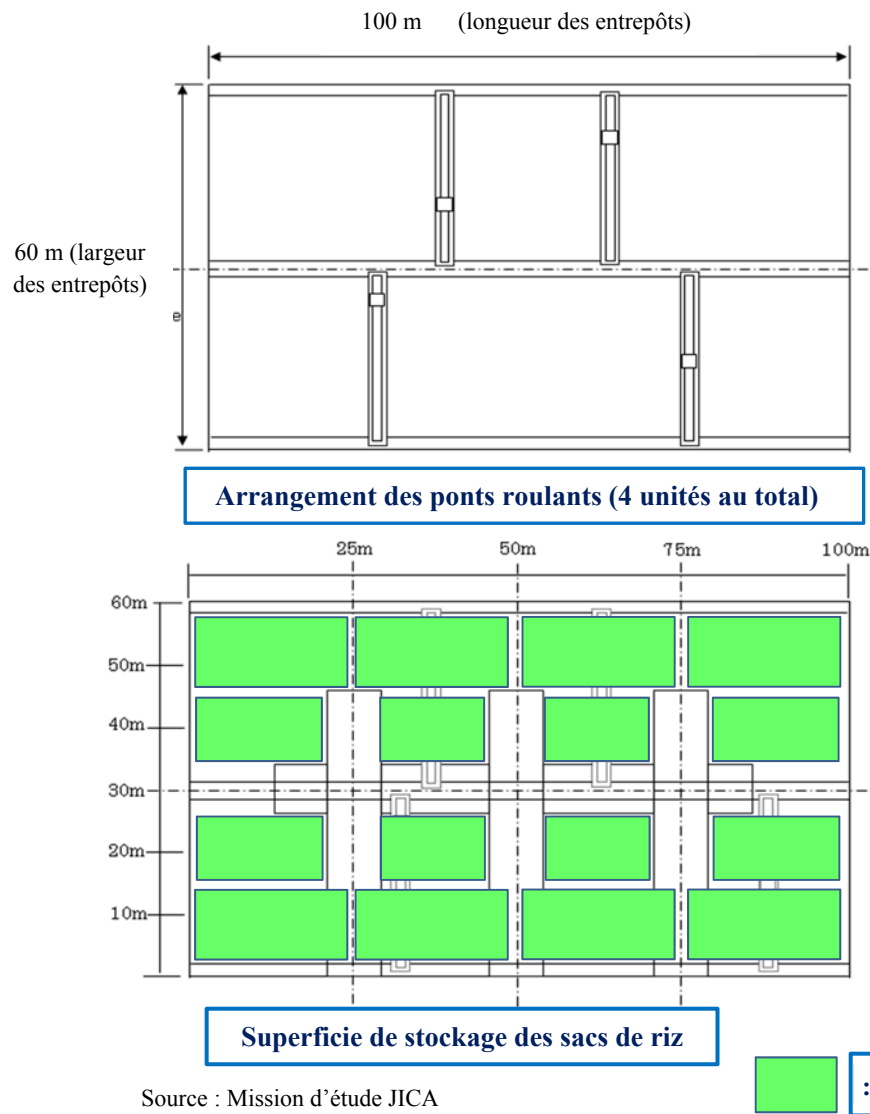 100 m (longueur des entrepôts)
60 m (largeur
des entrepôts)
Arrangement des ponts roulants (4 unités au total)
25m 50m 75m 100m
60m
50m
40m
30m
20m
10m
Superficie de stockage des sacs de riz
Source : Mission d’étude JICA
: